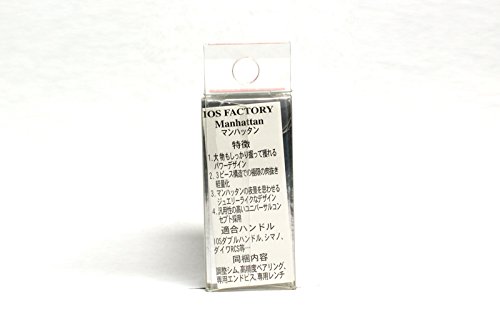 IOS FACTORY
Manhattan
マンハッタン
特徴
1.大物もしっかり握って獲れる
パワーデザイン
2.3ピース構造での極限の肉抜き
軽量化
3.マンハッタンの夜景を思わせる
ジュエリーライクなデザイン
4.汎用性の高いユニバーサルコン
セプト採用
適合ハンドル
IOSダブルハンドル、シマノ、
ダイワRCS等…
同梱内容
調整シム、高精度ベアリング、
専用エンドビス、専用レンチ